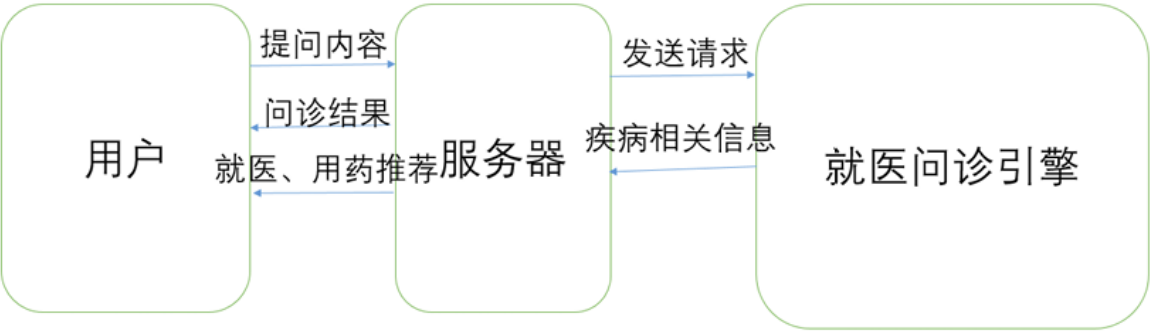 提问内容
发送请求
问诊结果
疾病相关信息
用户
就医、用药推荐
服务器
就医问诊引擎